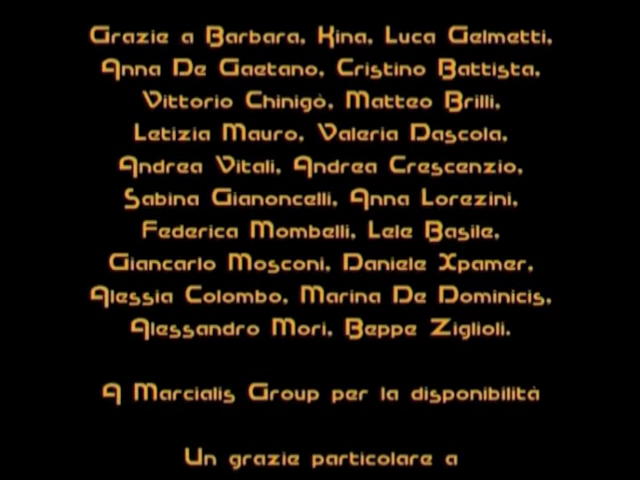 Grazie a Barbara, Kina, Luca Gelmetti,
Anna De Gaetano, Cristino Battista,
Vittorio Chinigò, Matteo Brilli,
Letizia Mauro, Valeria Dascola,
Andrea Vitali, Andrea Crescenzio,
Sabina Gianoncelli, Anna Lorezini,
Federica Mombelli, Lele Basile,
Giancarlo Mosconi, Daniele Xpamer,
Alessia Colombo, Marina De Dominicis,
Alessandro Mori, Beppe Ziglioli.
A Marcialis Group per la disponibilità
Un grazie particolare a